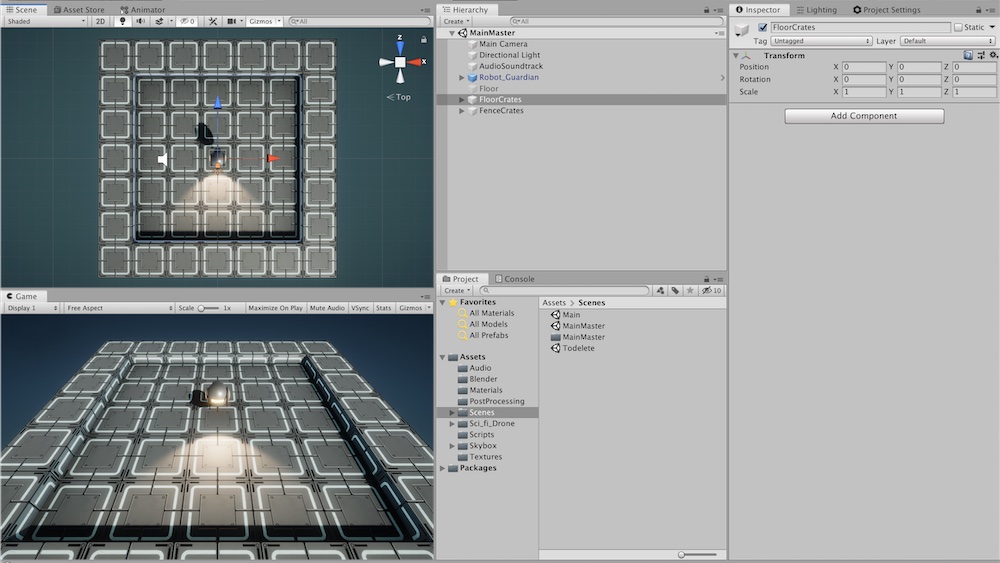 Scene Asset Store Animator
Shaded 2D 0 Gizmos All
z
x
Top
Game
Display 1 Free Aspect Scale 1x Maximize On Play Mute Audio VSync Stats Gizmos
Hierarchy
Create All
MainMaster
Main Camera
Directional Light
AudioSoundtrack
Robot_Guardian
Floor
FloorCrates
FenceCrates
Project Console
Create 10
Favorites
All Materials
All Models
All Prefabs
Assets
Audio
Blender
Materials
PostProcessing
Scenes
Sci_fi_Drone
Scripts
Skybox
Textures
Packages
Assets > Scenes
Main
MainMaster
MainMaster
Todelete
Inspector Lighting Project Settings
FloorCrates Static
Tag Untagged Layer Default
Transform
Position X 0 Y 0 Z 0
Rotation X 0 Y 0 Z 0
Scale X 1 Y 1 Z 1
Add Component